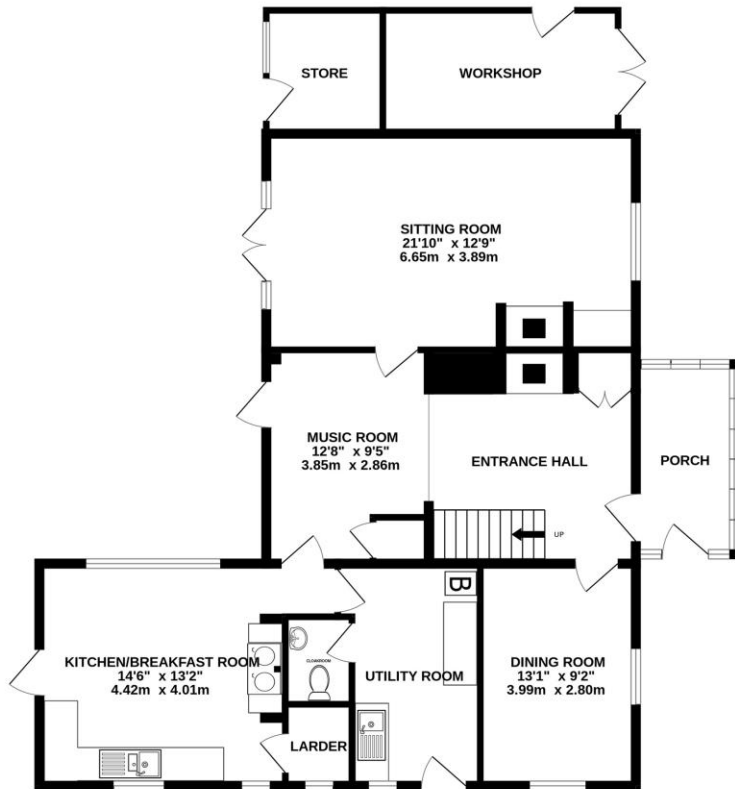 STORE
WORKSHOP
SITTING ROOM
21'10" x 12'9"
6.65m x 3.89m
MUSIC ROOM
12'8" x 9'5"
3.85m x 2.86m
ENTRANCE HALL
PORCH
UP
B
KITCHEN/BREAKFAST ROOM
14'6" x 13'2"
4.42m x 4.01m
CLOAKROOM
UTILITY ROOM
DINING ROOM
13'1" x 9'2"
3.99m x 2.80m
LARDER